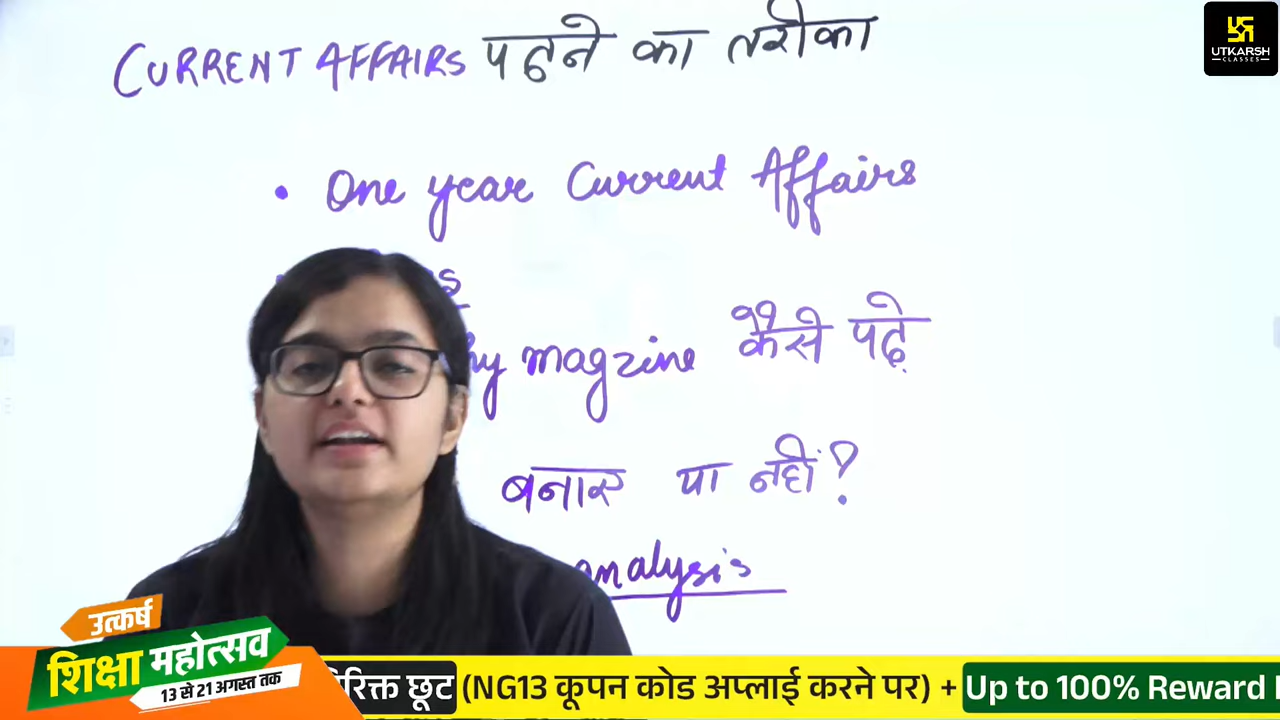 CURRENT AFFAIRS पढ़ने का तरीका
UTKARSH
CLASSES
• One year Current Affairs
magzine कैसे पढ़े
बनाए या नहीं?
analysis
उत्कर्ष
शिक्षा महोत्सव
13 से 21 अगस्त तक
छूट (NG13 कूपन कोड अप्लाई करने पर) + Up to 100% Reward